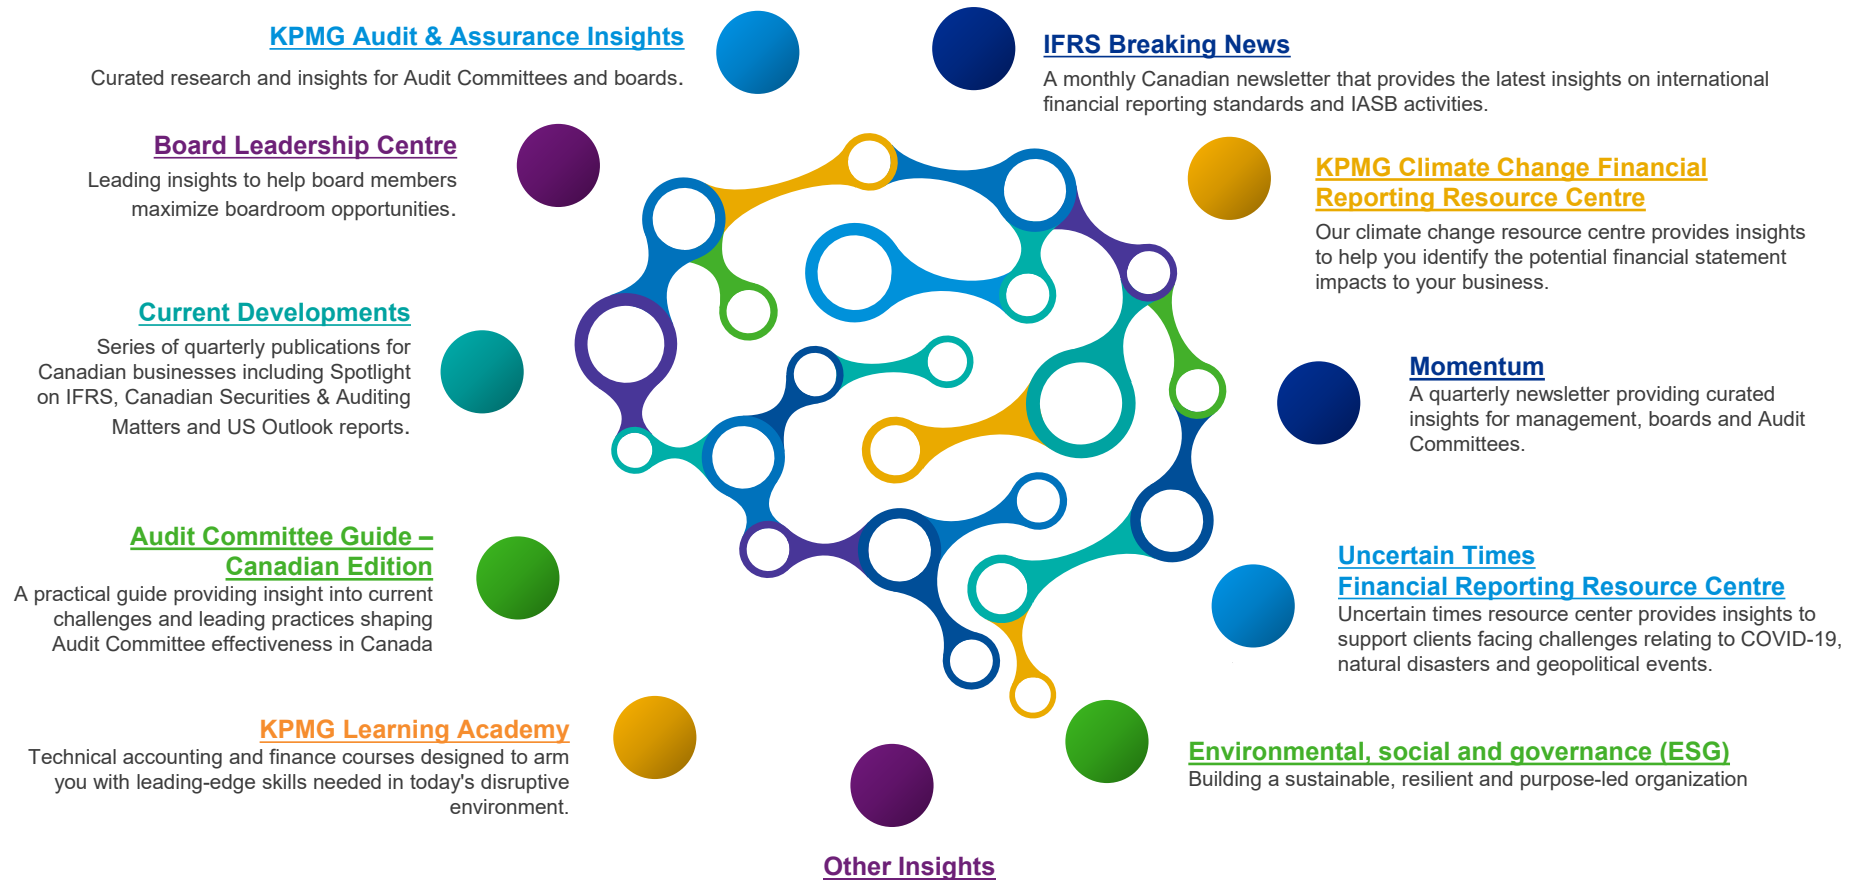 KPMG Audit & Assurance Insights
Curated research and insights for Audit Committees and boards.
Board Leadership Centre
Leading insights to help board members
maximize boardroom opportunities.
Current Developments
Series of quarterly publications for
Canadian businesses including Spotlight
on IFRS, Canadian Securities & Auditing
Matters and US Outlook reports.
Audit Committee Guide –
Canadian Edition
A practical guide providing insight into current
challenges and leading practices shaping
Audit Committee effectiveness in Canada
KPMG Learning Academy
Technical accounting and finance courses designed to arm
you with leading-edge skills needed in today's disruptive
environment.
IFRS Breaking News
A monthly Canadian newsletter that provides the latest insights on international
financial reporting standards and IASB activities.
KPMG Climate Change Financial
Reporting Resource Centre
Our climate change resource centre provides insights
to help you identify the potential financial statement
impacts to your business.
Momentum
A quarterly newsletter providing curated
insights for management, boards and Audit
Committees.
Uncertain Times
Financial Reporting Resource Centre
Uncertain times resource center provides insights to
support clients facing challenges relating to COVID-19,
natural disasters and geopolitical events.
Environmental, social and governance (ESG)
Building a sustainable, resilient and purpose-led organization
Other Insights